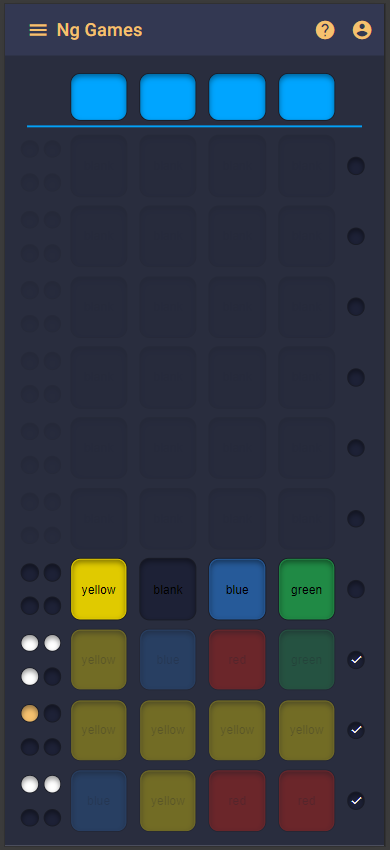 Ng Games
yellow blank blue green
yellow blue red green
yellow yellow yellow yellow
blue yellow red red